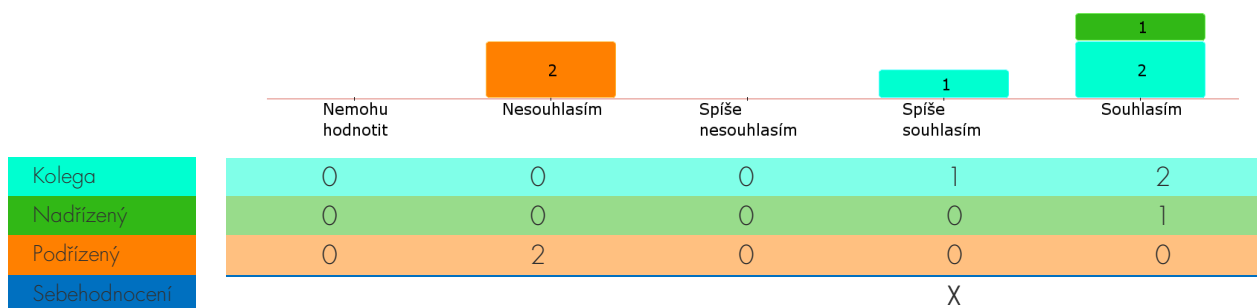 1
2
2
1
Nemohu hodnotit
Nesouhlasím
Spíše nesouhlasím
Spíše souhlasím
Souhlasím
Kolega 0 0 0 1 2
Nadřízený 0 0 0 0 1
Podřízený 0 2 0 0 0
Sebehodnocení X